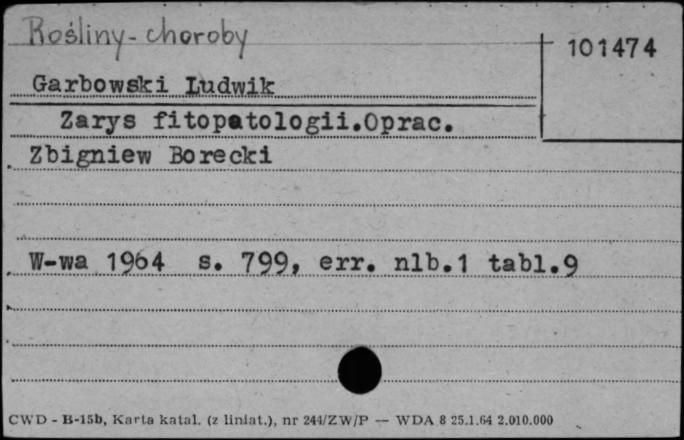 Rośliny - choroby
101474
Garbowski Ludwik
Zarys fitopatologii.Oprac.
Zbigniew Borecki
W-wa 1964 s. 799, err. nlb.1 tabl.9
CWD - B-15b, Karta katal. (z liniat.), nr 244/ZW/P — WDA 8 25.1.64 2.010.000